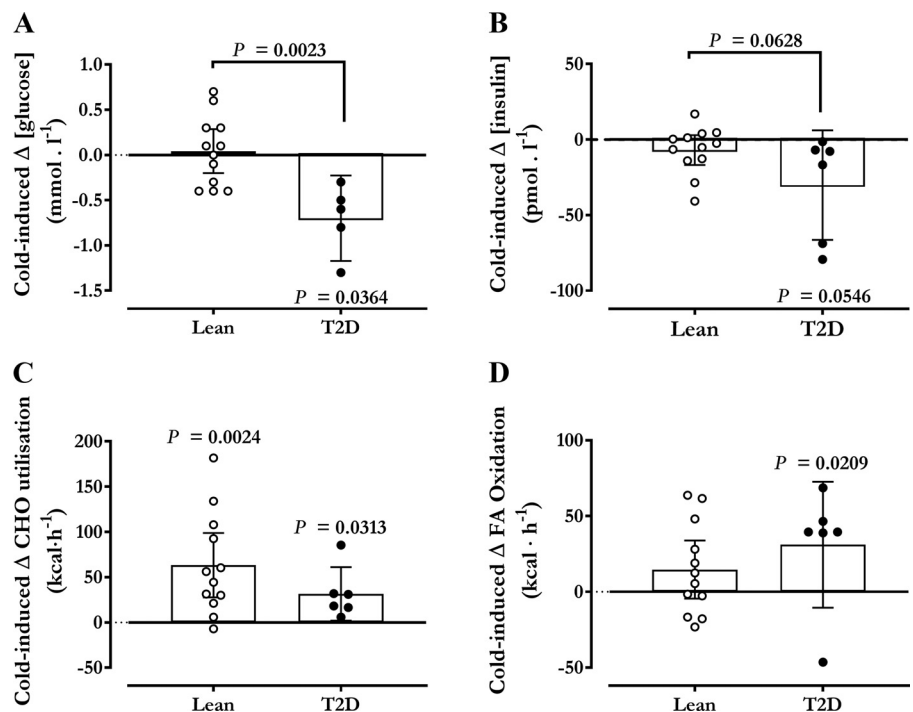 A
P = 0.0023
Cold-induced Δ [glucose]
(mmol . l⁻¹)
1.0
0.5
0.0
-0.5
-1.0
-1.5
P = 0.0364
Lean
T2D
B
P = 0.0628
Cold-induced Δ [insulin]
(pmol . l⁻¹)
50
0
-50
-100
P = 0.0546
Lean
T2D
C
Cold-induced Δ CHO utilisation
(kcal·h⁻¹)
200
150
100
50
0
-50
P = 0.0024
P = 0.0313
Lean
T2D
D
Cold-induced Δ FA Oxidation
(kcal · h⁻¹)
100
50
0
-50
P = 0.0209
Lean
T2D